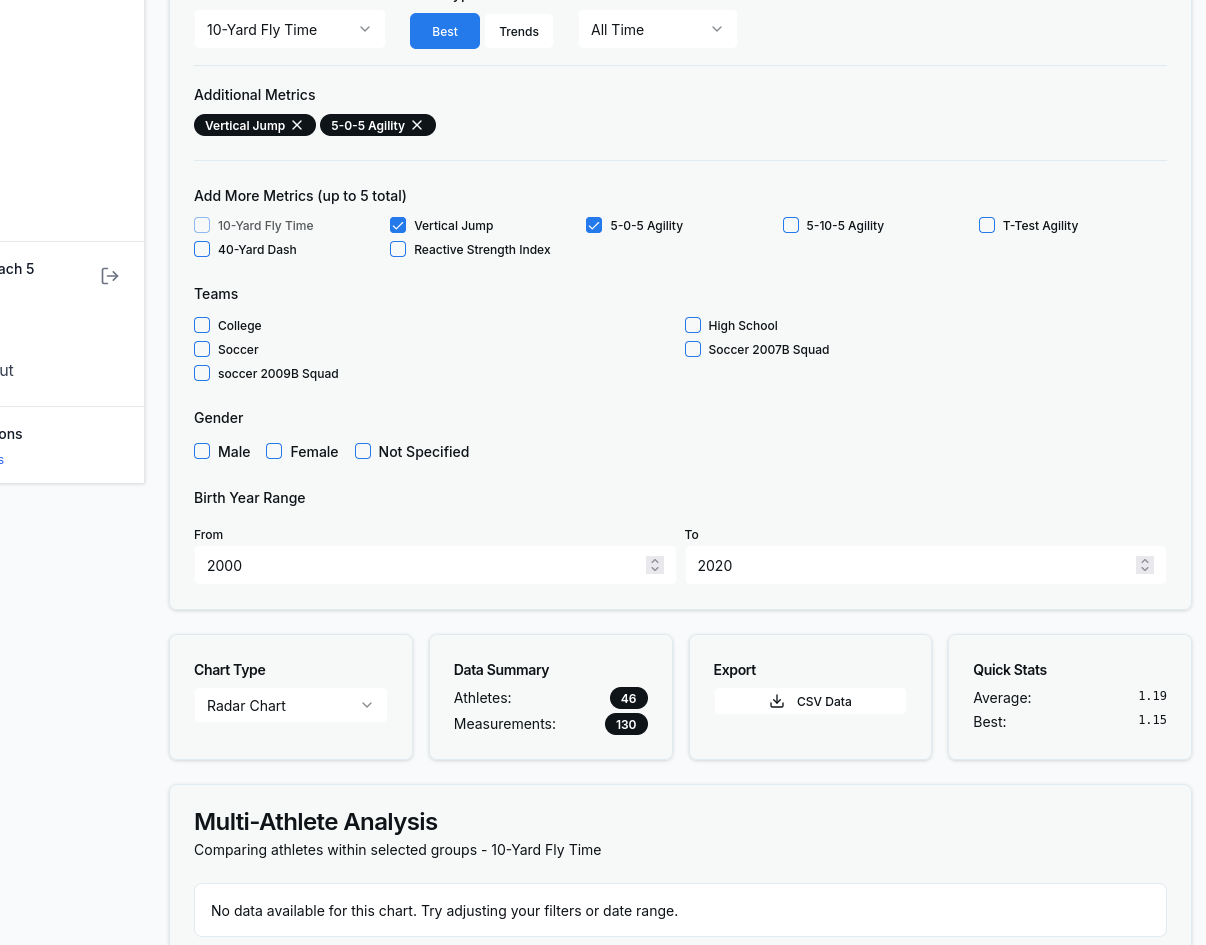 10-Yard Fly Time
Best
Trends
All Time
Additional Metrics
Vertical Jump
5-0-5 Agility
Add More Metrics (up to 5 total)
10-Yard Fly Time
Vertical Jump
5-0-5 Agility
5-10-5 Agility
T-Test Agility
40-Yard Dash
Reactive Strength Index
ach 5
Teams
College
High School
Soccer
Soccer 2007B Squad
soccer 2009B Squad
ut
Gender
ons
Male
Female
Not Specified
s
Birth Year Range
From
To
2000
2020
Chart Type
Radar Chart
Data Summary
Athletes: 46
Measurements: 130
Export
CSV Data
Quick Stats
Average: 1.19
Best: 1.15
Multi-Athlete Analysis
Comparing athletes within selected groups - 10-Yard Fly Time
No data available for this chart. Try adjusting your filters or date range.